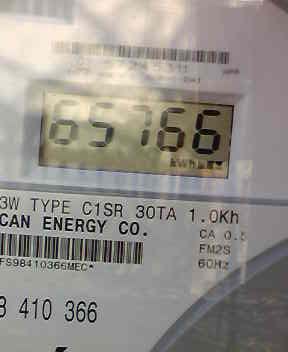 65766
kWh
3W TYPE C1SR 30TA 1.0Kh
CAN ENERGY CO.
CA 0.5
FM2S
FS98410366MEC*
60Hz
8 410 366